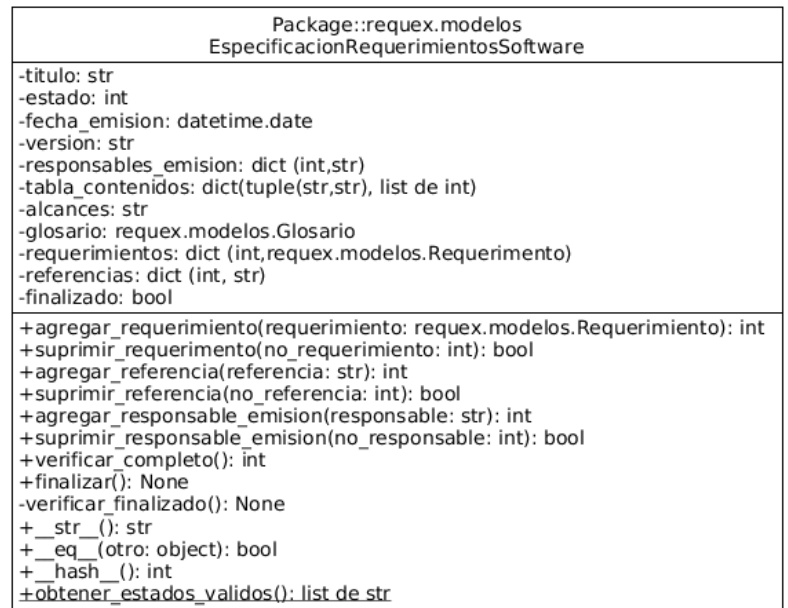 Package::requex.modelos
EspecificacionRequerimientosSoftware
-titulo: str
-estado: int
-fecha_emision: datetime.date
-version: str
-responsables_emision: dict (int,str)
-tabla_contenidos: dict(tuple(str,str), list de int)
-alcances: str
-glosario: requex.modelos.Glosario
-requerimientos: dict (int,requex.modelos.Requerimento)
-referencias: dict (int, str)
-finalizado: bool
+agregar_requerimiento(requerimiento: requex.modelos.Requerimiento): int
+suprimir_requerimento(no_requerimiento: int): bool
+agregar_referencia(referencia: str): int
+suprimir_referencia(no_referencia: int): bool
+agregar_responsable_emision(responsable: str): int
+suprimir_responsable_emision(no_responsable: int): bool
+verificar_completo(): int
+finalizar(): None
-verificar_finalizado(): None
+__str__(): str
+__eq__(otro: object): bool
+__hash__(): int
+obtener_estados_validos(): list de str